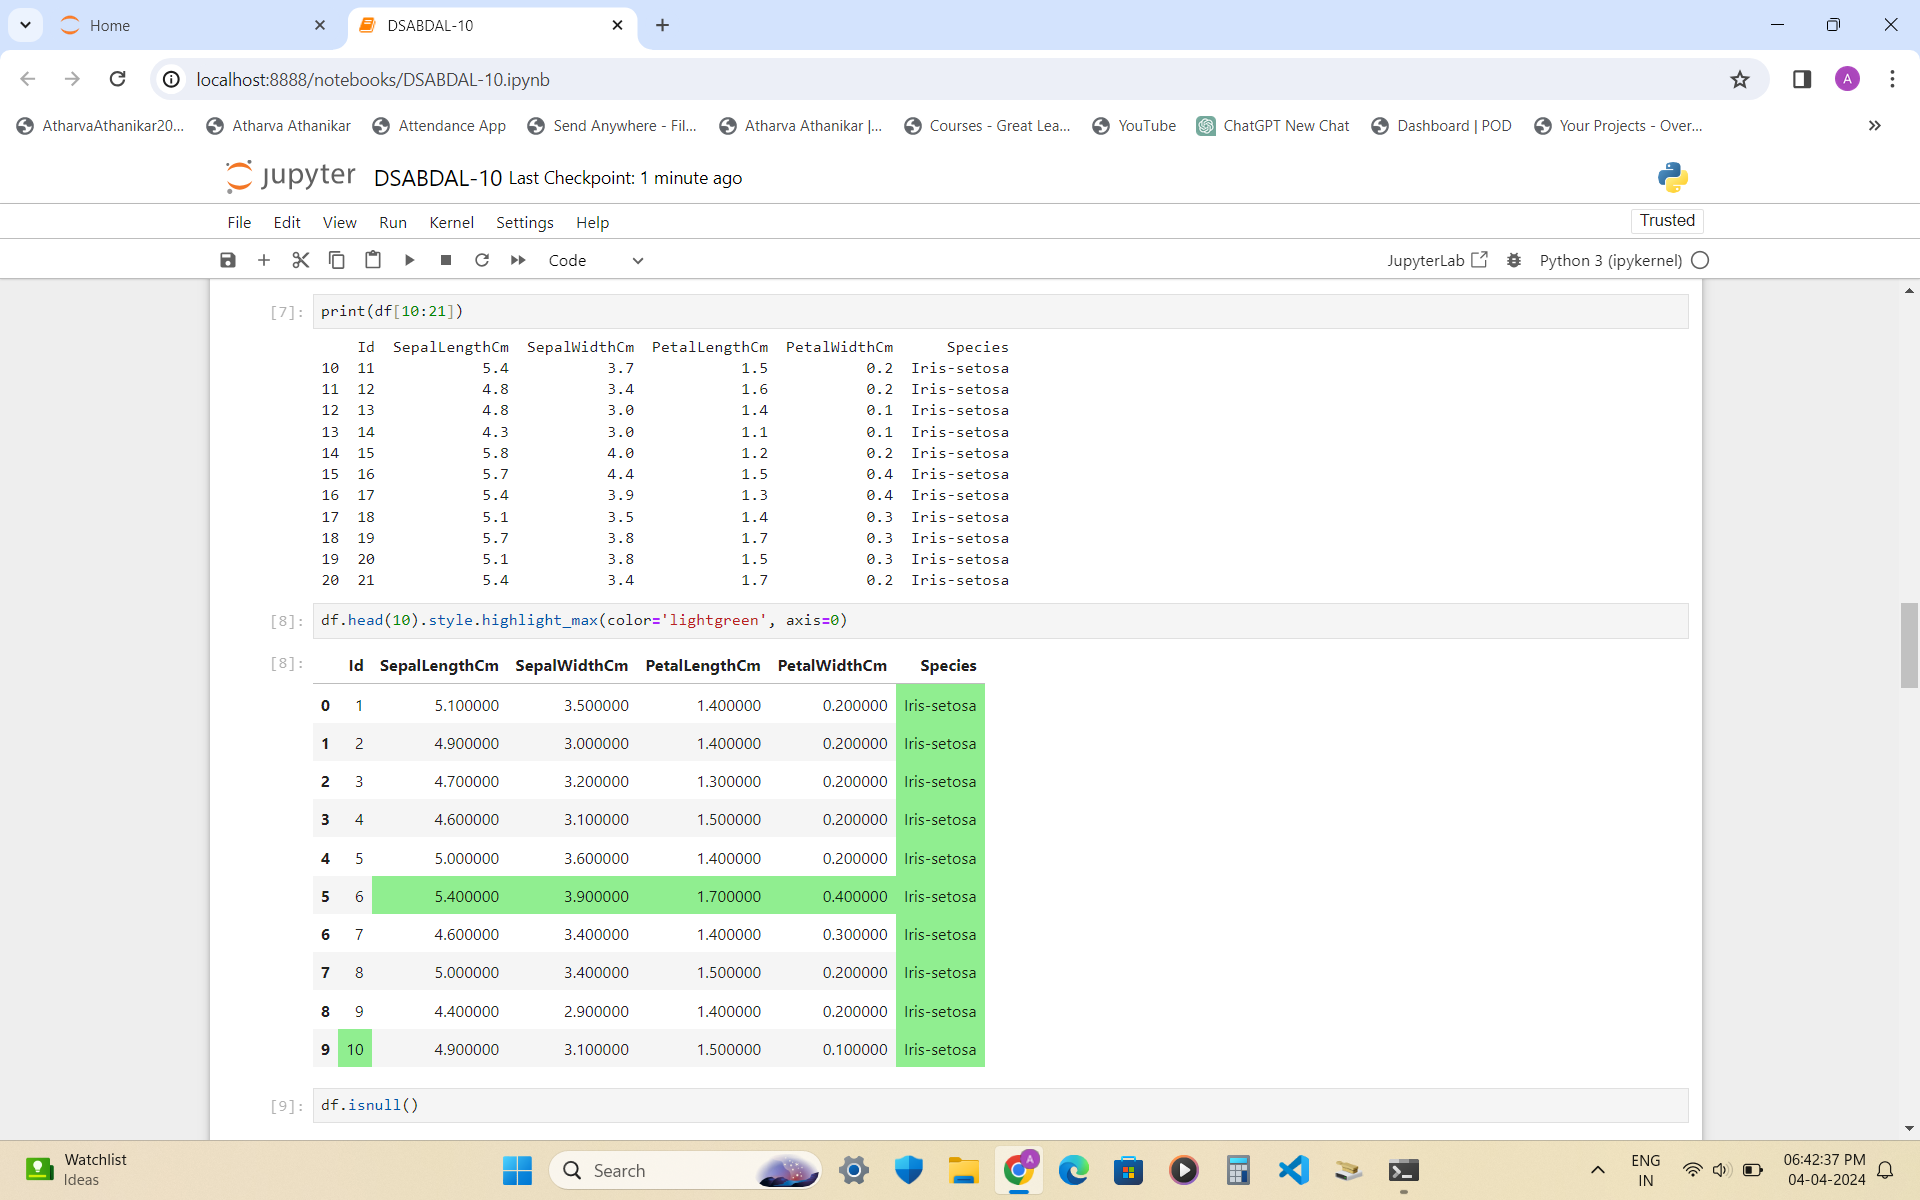 Home
DSABDAL-10
localhost:8888/notebooks/DSABDAL-10.ipynb
A
AtharvaAthanikar20...
Atharva Athanikar
Attendance App
Send Anywhere - Fil...
Atharva Athanikar |...
Courses - Great Lea...
YouTube
ChatGPT New Chat
Dashboard | POD
Your Projects - Over...
jupyter DSABDAL-10 Last Checkpoint: 1 minute ago
File Edit View Run Kernel Settings Help
Trusted
Code
JupyterLab
Python 3 (ipykernel)
[7]: print(df[10:21])
Id SepalLengthCm SepalWidthCm PetalLengthCm PetalWidthCm Species
10 11 5.4 3.7 1.5 0.2 Iris-setosa
11 12 4.8 3.4 1.6 0.2 Iris-setosa
12 13 4.8 3.0 1.4 0.1 Iris-setosa
13 14 4.3 3.0 1.1 0.1 Iris-setosa
14 15 5.8 4.0 1.2 0.2 Iris-setosa
15 16 5.7 4.4 1.5 0.4 Iris-setosa
16 17 5.4 3.9 1.3 0.4 Iris-setosa
17 18 5.1 3.5 1.4 0.3 Iris-setosa
18 19 5.7 3.8 1.7 0.3 Iris-setosa
19 20 5.1 3.8 1.5 0.3 Iris-setosa
20 21 5.4 3.4 1.7 0.2 Iris-setosa
[8]: df.head(10).style.highlight_max(color='lightgreen', axis=0)
[8]: Id SepalLengthCm SepalWidthCm PetalLengthCm PetalWidthCm Species
0 1 5.100000 3.500000 1.400000 0.200000 Iris-setosa
1 2 4.900000 3.000000 1.400000 0.200000 Iris-setosa
2 3 4.700000 3.200000 1.300000 0.200000 Iris-setosa
3 4 4.600000 3.100000 1.500000 0.200000 Iris-setosa
4 5 5.000000 3.600000 1.400000 0.200000 Iris-setosa
5 6 5.400000 3.900000 1.700000 0.400000 Iris-setosa
6 7 4.600000 3.400000 1.400000 0.300000 Iris-setosa
7 8 5.000000 3.400000 1.500000 0.200000 Iris-setosa
8 9 4.400000 2.900000 1.400000 0.200000 Iris-setosa
9 10 4.900000 3.100000 1.500000 0.100000 Iris-setosa
[9]: df.isnull()
Watchlist
Ideas
Search
A
ENG
IN
06:42:37 PM
04-04-2024